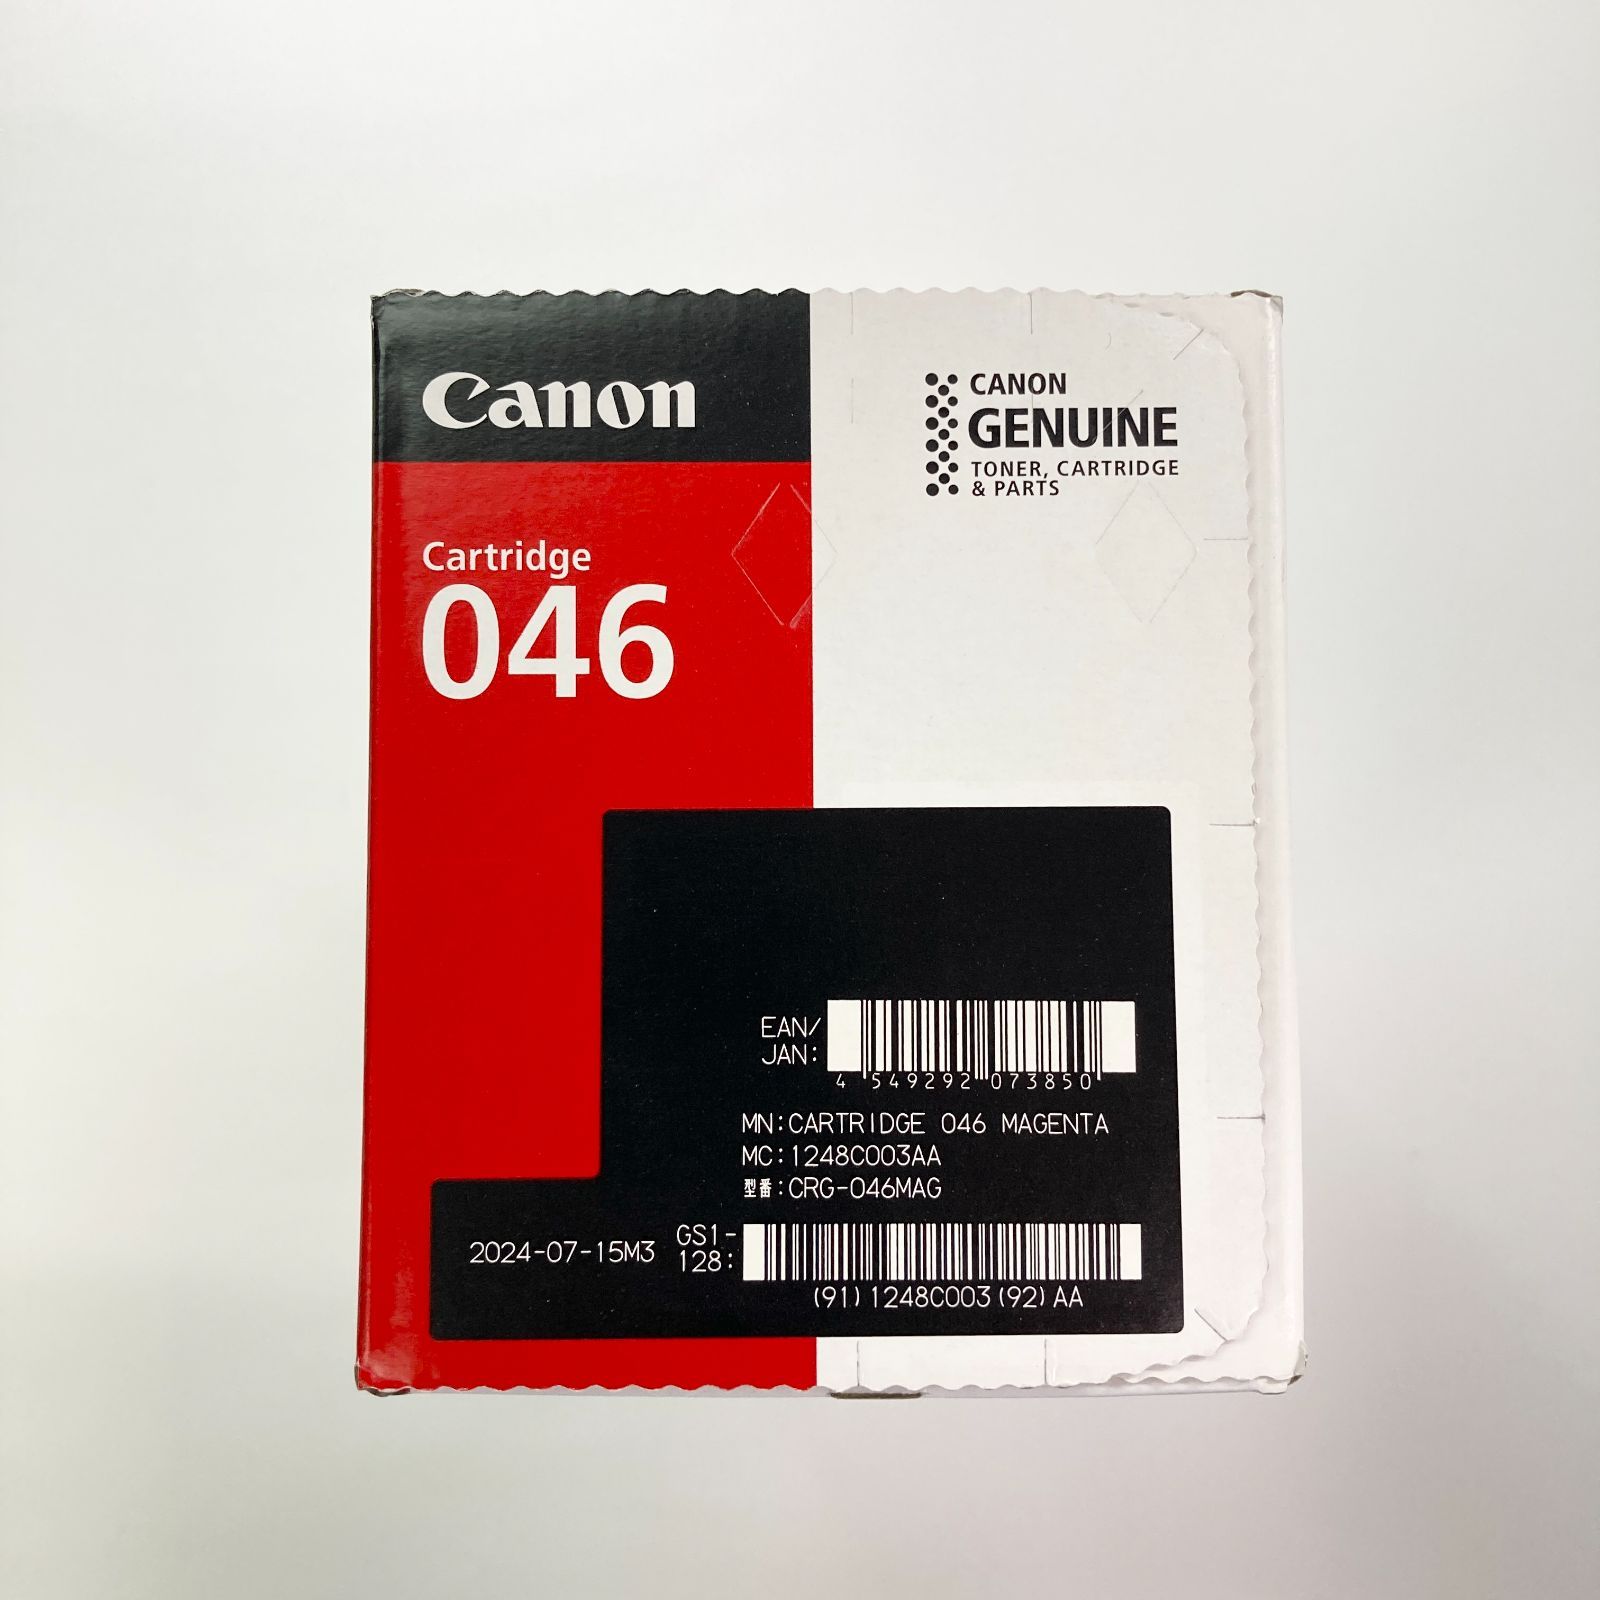 Canon
CANON
GENUINE
TONER, CARTRIDGE
& PARTS
Cartridge
046
EAN/
JAN:
4 549292 073850
MN:CARTRIDGE 046 MAGENTA
MC:1248C003AA
型番:CRG-046MAG
2024-07-15M3
GS1-
128:
(91)1248C003(92)AA